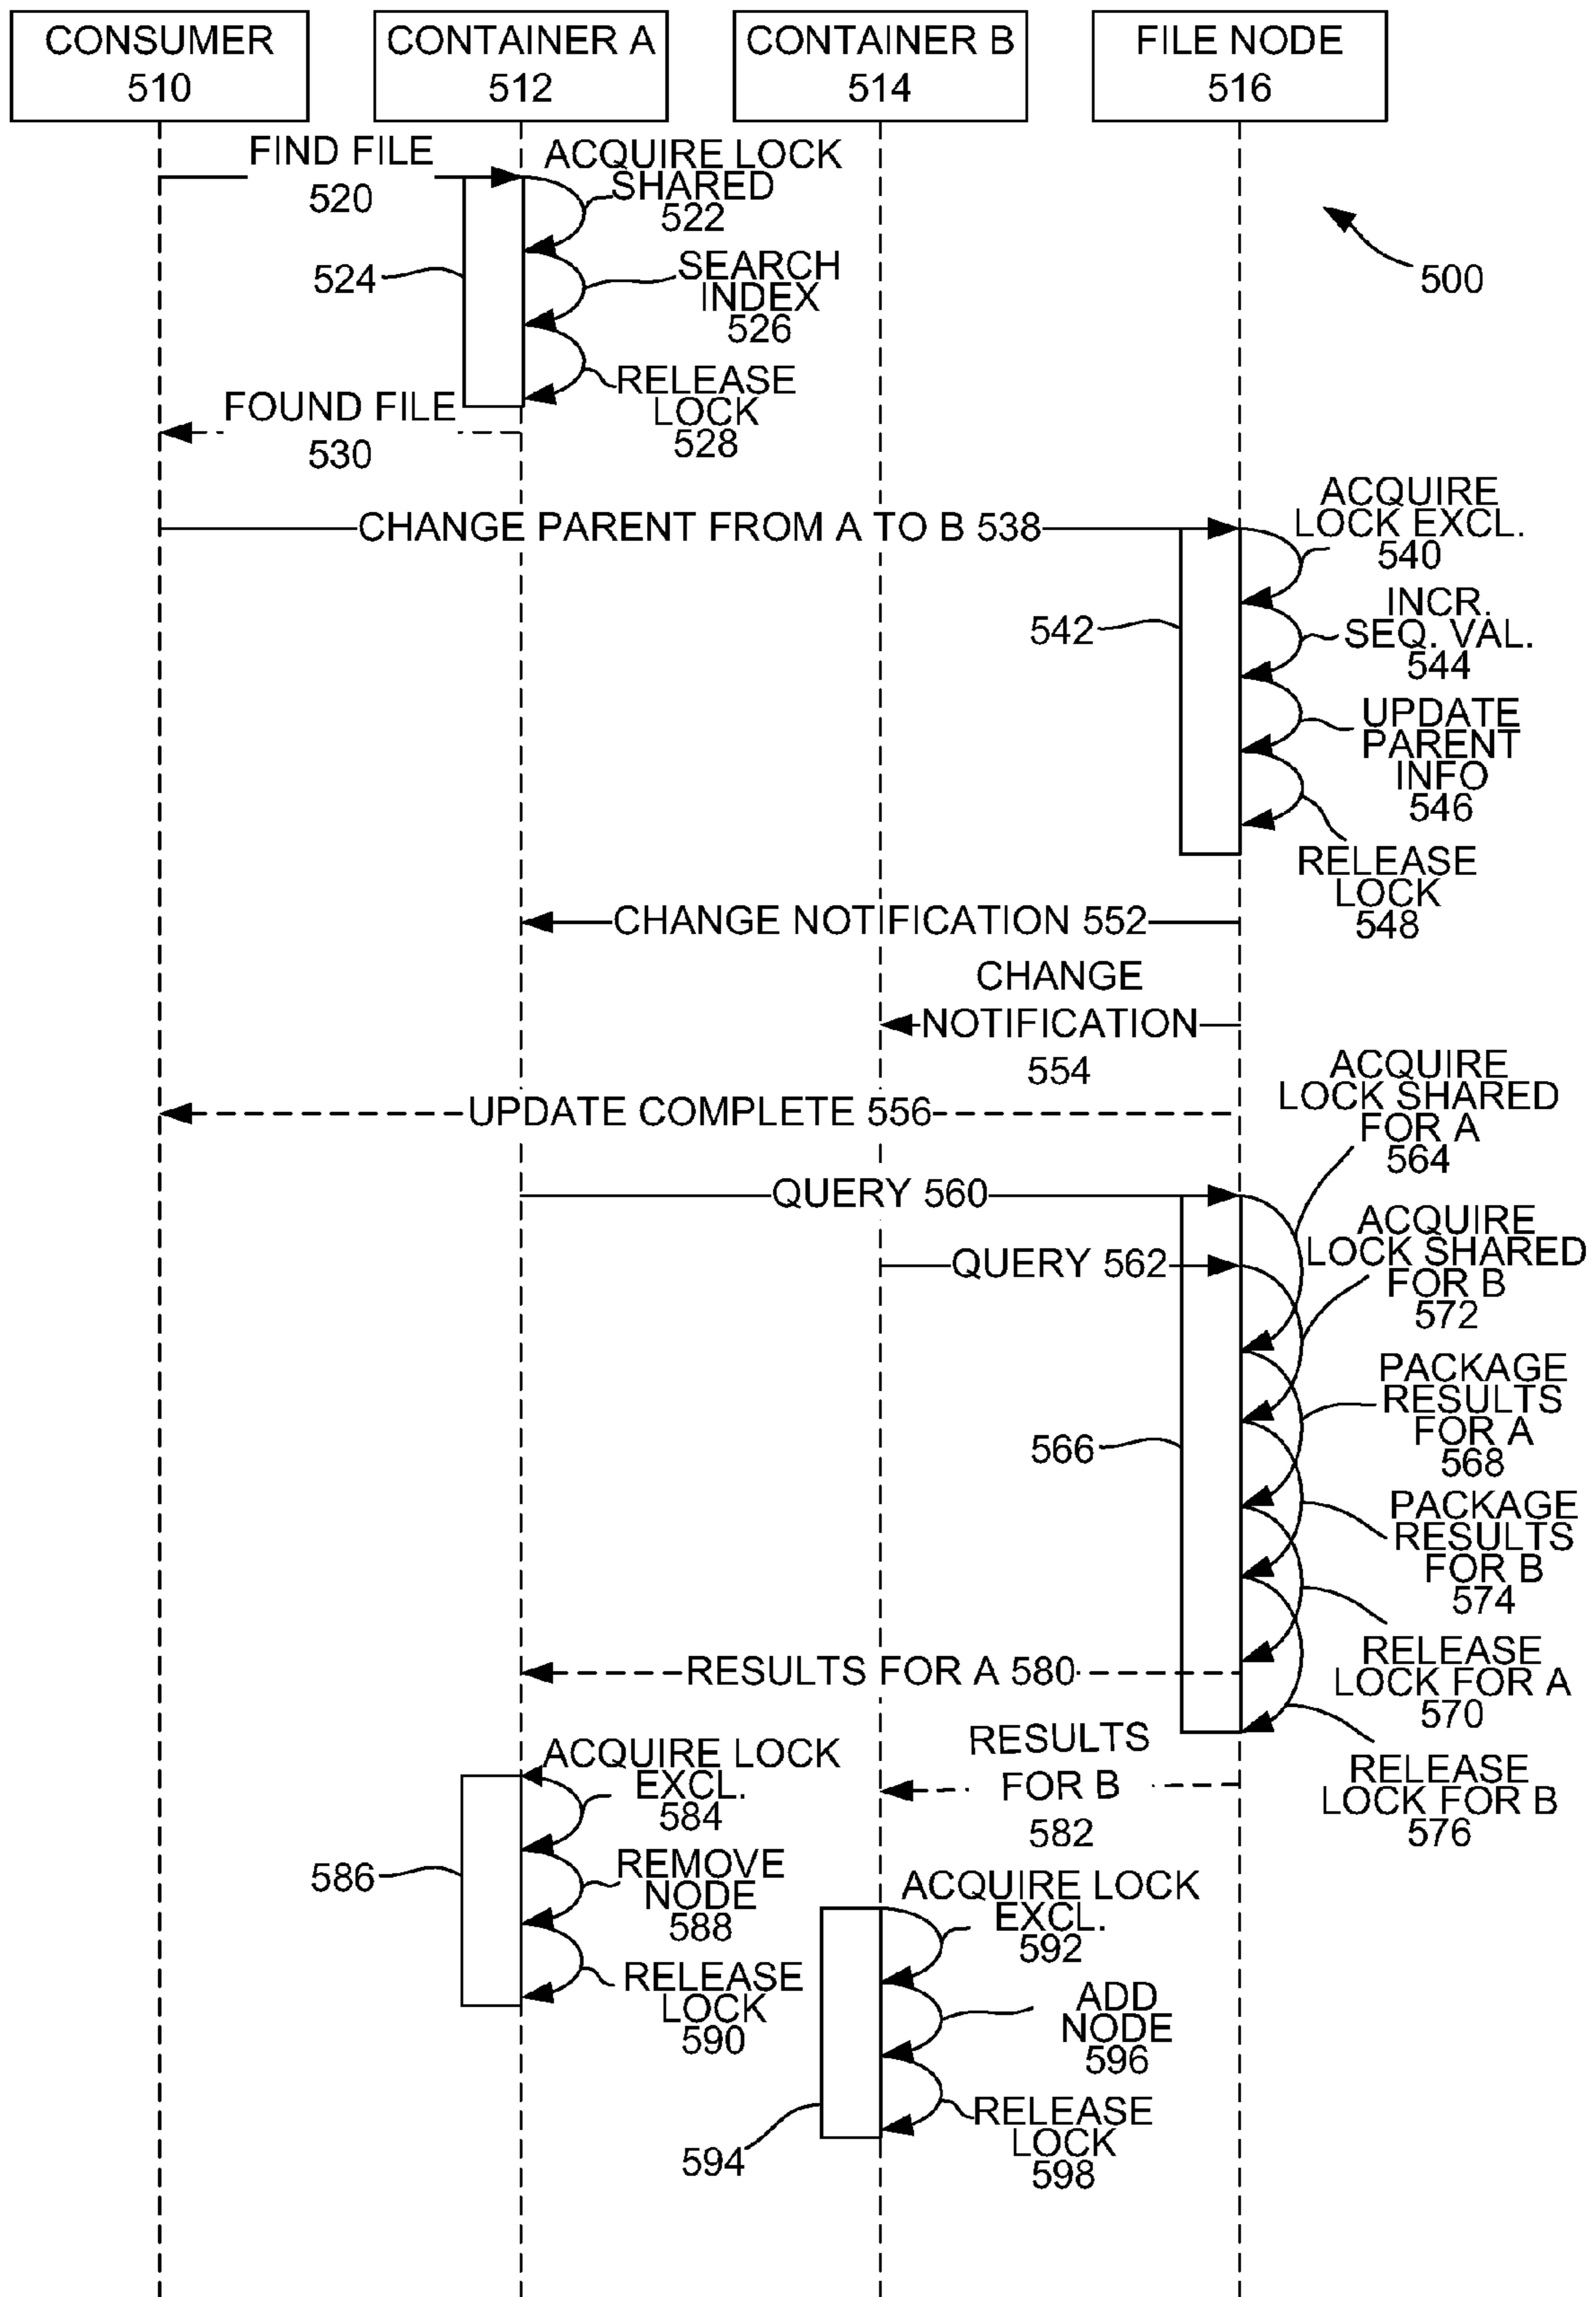 CONSUMER
510
CONTAINER A
512
CONTAINER B
514
FILE NODE
516
FIND FILE
520
ACQUIRE LOCK
SHARED
522
500
524
SEARCH
INDEX
526
RELEASE
LOCK
528
FOUND FILE
530
CHANGE PARENT FROM A TO B 538
ACQUIRE
LOCK EXCL.
540
542
INCR.
SEQ. VAL.
544
UPDATE
PARENT
INFO
546
RELEASE
LOCK
548
CHANGE NOTIFICATION 552
CHANGE
NOTIFICATION
554
UPDATE COMPLETE 556
ACQUIRE
LOCK SHARED
FOR A
564
QUERY 560
QUERY 562
ACQUIRE
LOCK SHARED
FOR B
572
566
PACKAGE
RESULTS
FOR A
568
PACKAGE
RESULTS
FOR B
574
RESULTS FOR A 580
RELEASE
LOCK FOR A
570
RESULTS
FOR B
582
RELEASE
LOCK FOR B
576
ACQUIRE LOCK
EXCL.
584
586
REMOVE
NODE
588
RELEASE
LOCK
590
ACQUIRE LOCK
EXCL.
592
ADD
NODE
596
594
RELEASE
LOCK
598